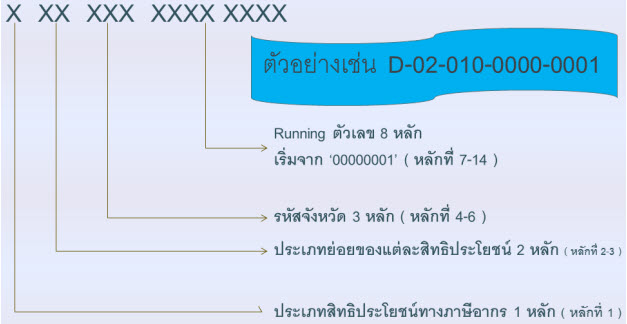 X XX XXX XXXX XXXX
ตัวอย่างเช่น D-02-010-0000-0001
Running ตัวเลข 8 หลัก
เริ่มจาก ‘00000001’ ( หลักที่ 7-14 )
รหัสจังหวัด 3 หลัก ( หลักที่ 4-6 )
ประเภทย่อยของแต่ละสิทธิประโยชน์ 2 หลัก ( หลักที่ 2-3 )
ประเภทสิทธิประโยชน์ทางภาษีอากร 1 หลัก ( หลักที่ 1 )